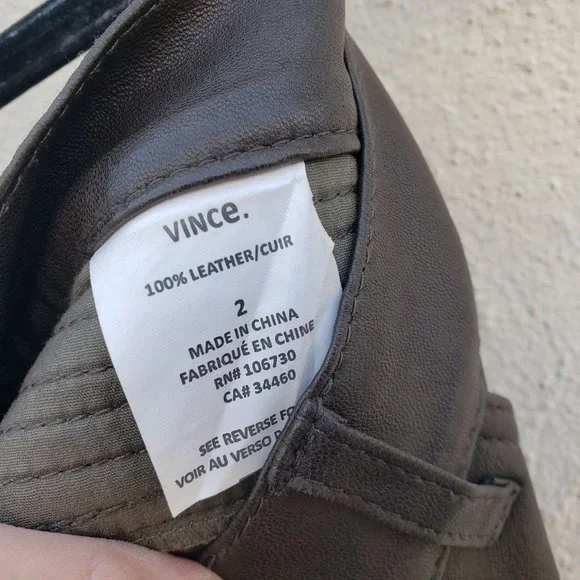 VINCe.
100% LEATHER/CUIR
2
MADE IN CHINA
FABRIQUÉ EN CHINE
RN# 106730
CA# 34460
SEE REVERSE FO
VOIR AU VERSO